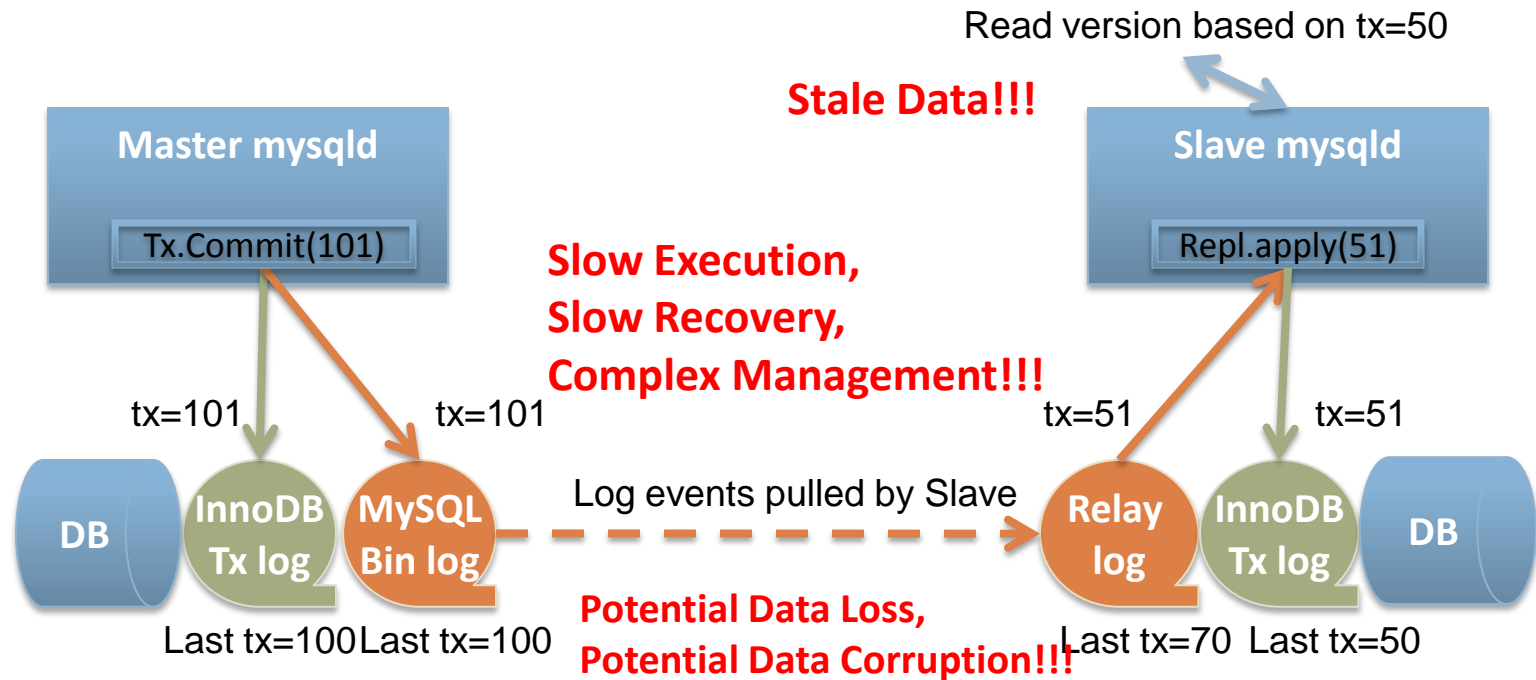 Read version based on tx=50
Stale Data!!!
Master mysqld
Slave mysqld
Tx.Commit(101)
Repl.apply(51)
Slow Execution,
Slow Recovery,
Complex Management!!!
tx=101
tx=101
tx=51
tx=51
DB
InnoDB
Tx log
MySQL
Bin log
Log events pulled by Slave
Relay
log
InnoDB
Tx log
DB
Last tx=100
Last tx=100
Potential Data Loss,
Potential Data Corruption!!!
Last tx=70
Last tx=50